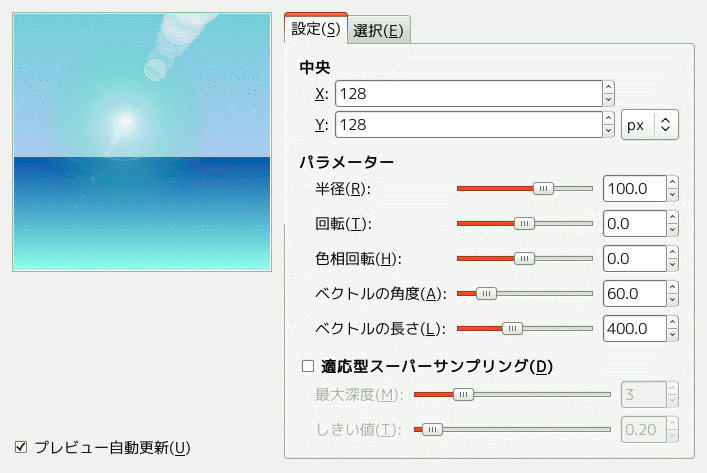 設定(S) 選択(E)
中央
X: 128
Y: 128 px
パラメーター
半径(R): 100.0
回転(T): 0.0
色相回転(H): 0.0
ベクトルの角度(A): 60.0
ベクトルの長さ(L): 400.0
適応型スーパーサンプリング(D)
最大深度(M): 3
しきい値(T): 0.20
プレビュー自動更新(U)